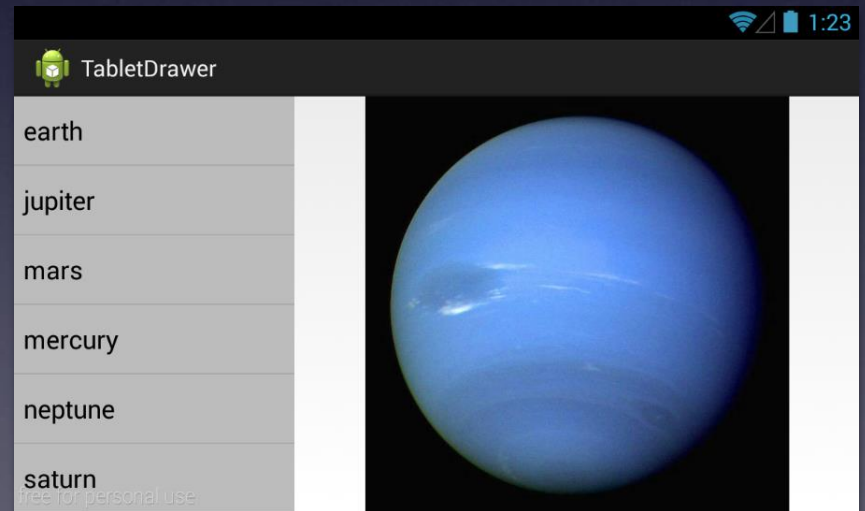 1:23
TabletDrawer
earth
jupiter
mars
mercury
neptune
saturn
free for personal use